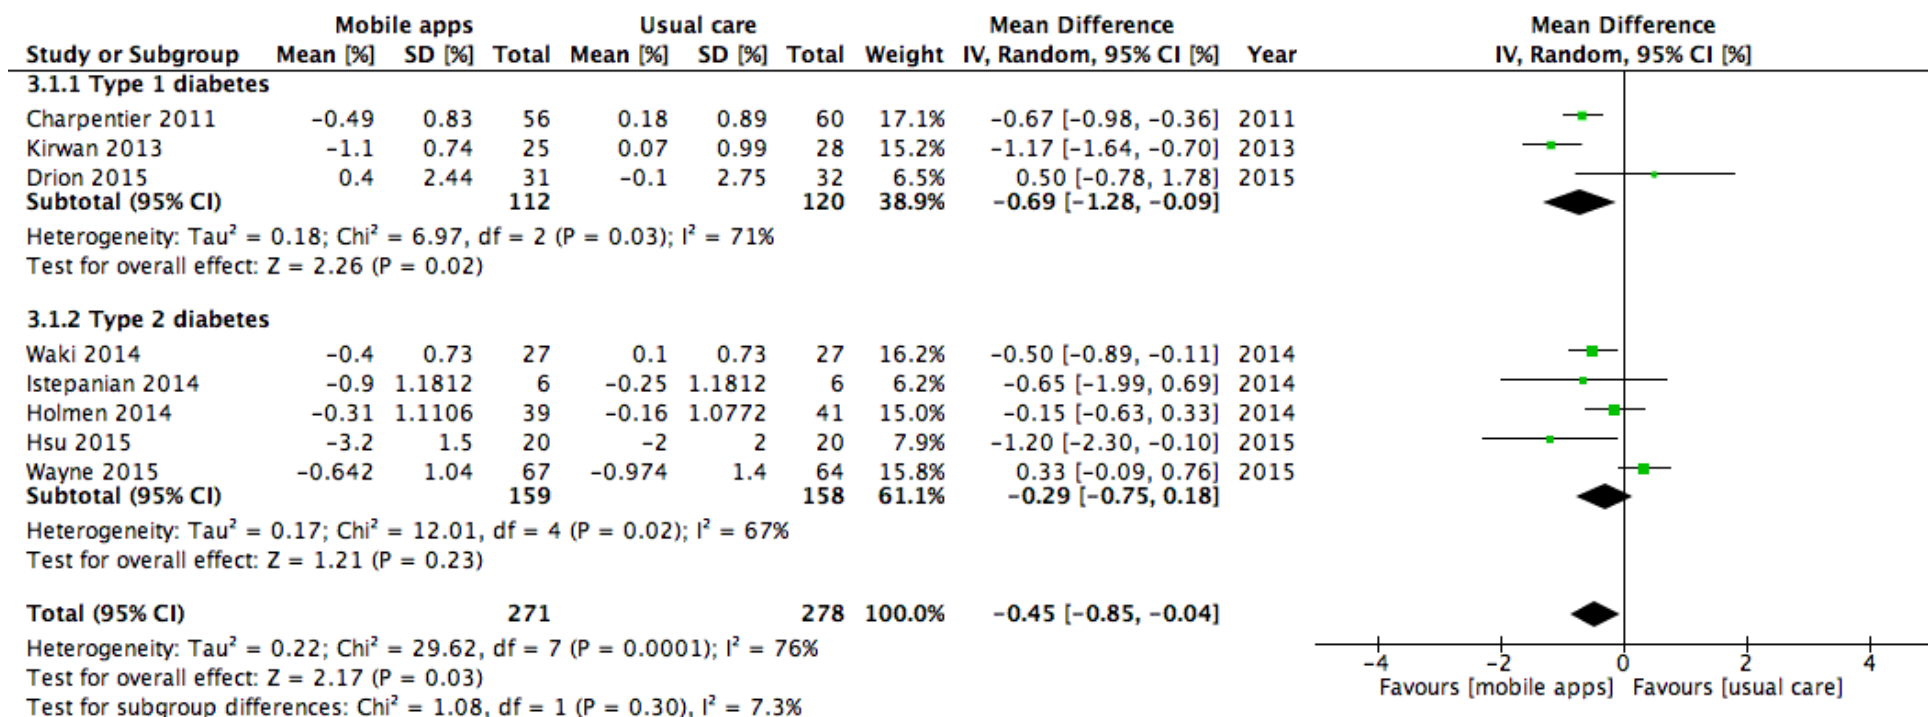 Mobile apps Usual care Mean Difference Mean Difference
Study or Subgroup Mean [%] SD [%] Total Mean [%] SD [%] Total Weight IV, Random, 95% CI [%] Year IV, Random, 95% CI [%]
3.1.1 Type 1 diabetes
Charpentier 2011 −0.49 0.83 56 0.18 0.89 60 17.1% −0.67 [−0.98, −0.36] 2011
Kirwan 2013 −1.1 0.74 25 0.07 0.99 28 15.2% −1.17 [−1.64, −0.70] 2013
Drion 2015 0.4 2.44 31 −0.1 2.75 32 6.5% 0.50 [−0.78, 1.78] 2015
Subtotal (95% CI) 112 120 38.9% −0.69 [−1.28, −0.09]
Heterogeneity: Tau² = 0.18; Chi² = 6.97, df = 2 (P = 0.03); I² = 71%
Test for overall effect: Z = 2.26 (P = 0.02)
3.1.2 Type 2 diabetes
Waki 2014 −0.4 0.73 27 0.1 0.73 27 16.2% −0.50 [−0.89, −0.11] 2014
Istepanian 2014 −0.9 1.1812 6 −0.25 1.1812 6 6.2% −0.65 [−1.99, 0.69] 2014
Holmen 2014 −0.31 1.1106 39 −0.16 1.0772 41 15.0% −0.15 [−0.63, 0.33] 2014
Hsu 2015 −3.2 1.5 20 −2 2 20 7.9% −1.20 [−2.30, −0.10] 2015
Wayne 2015 −0.642 1.04 67 −0.974 1.4 64 15.8% 0.33 [−0.09, 0.76] 2015
Subtotal (95% CI) 159 158 61.1% −0.29 [−0.75, 0.18]
Heterogeneity: Tau² = 0.17; Chi² = 12.01, df = 4 (P = 0.02); I² = 67%
Test for overall effect: Z = 1.21 (P = 0.23)
Total (95% CI) 271 278 100.0% −0.45 [−0.85, −0.04]
Heterogeneity: Tau² = 0.22; Chi² = 29.62, df = 7 (P = 0.0001); I² = 76%
Test for overall effect: Z = 2.17 (P = 0.03)
Test for subgroup differences: Chi² = 1.08, df = 1 (P = 0.30), I² = 7.3%
−4 −2 0 2 4
Favours [mobile apps] Favours [usual care]